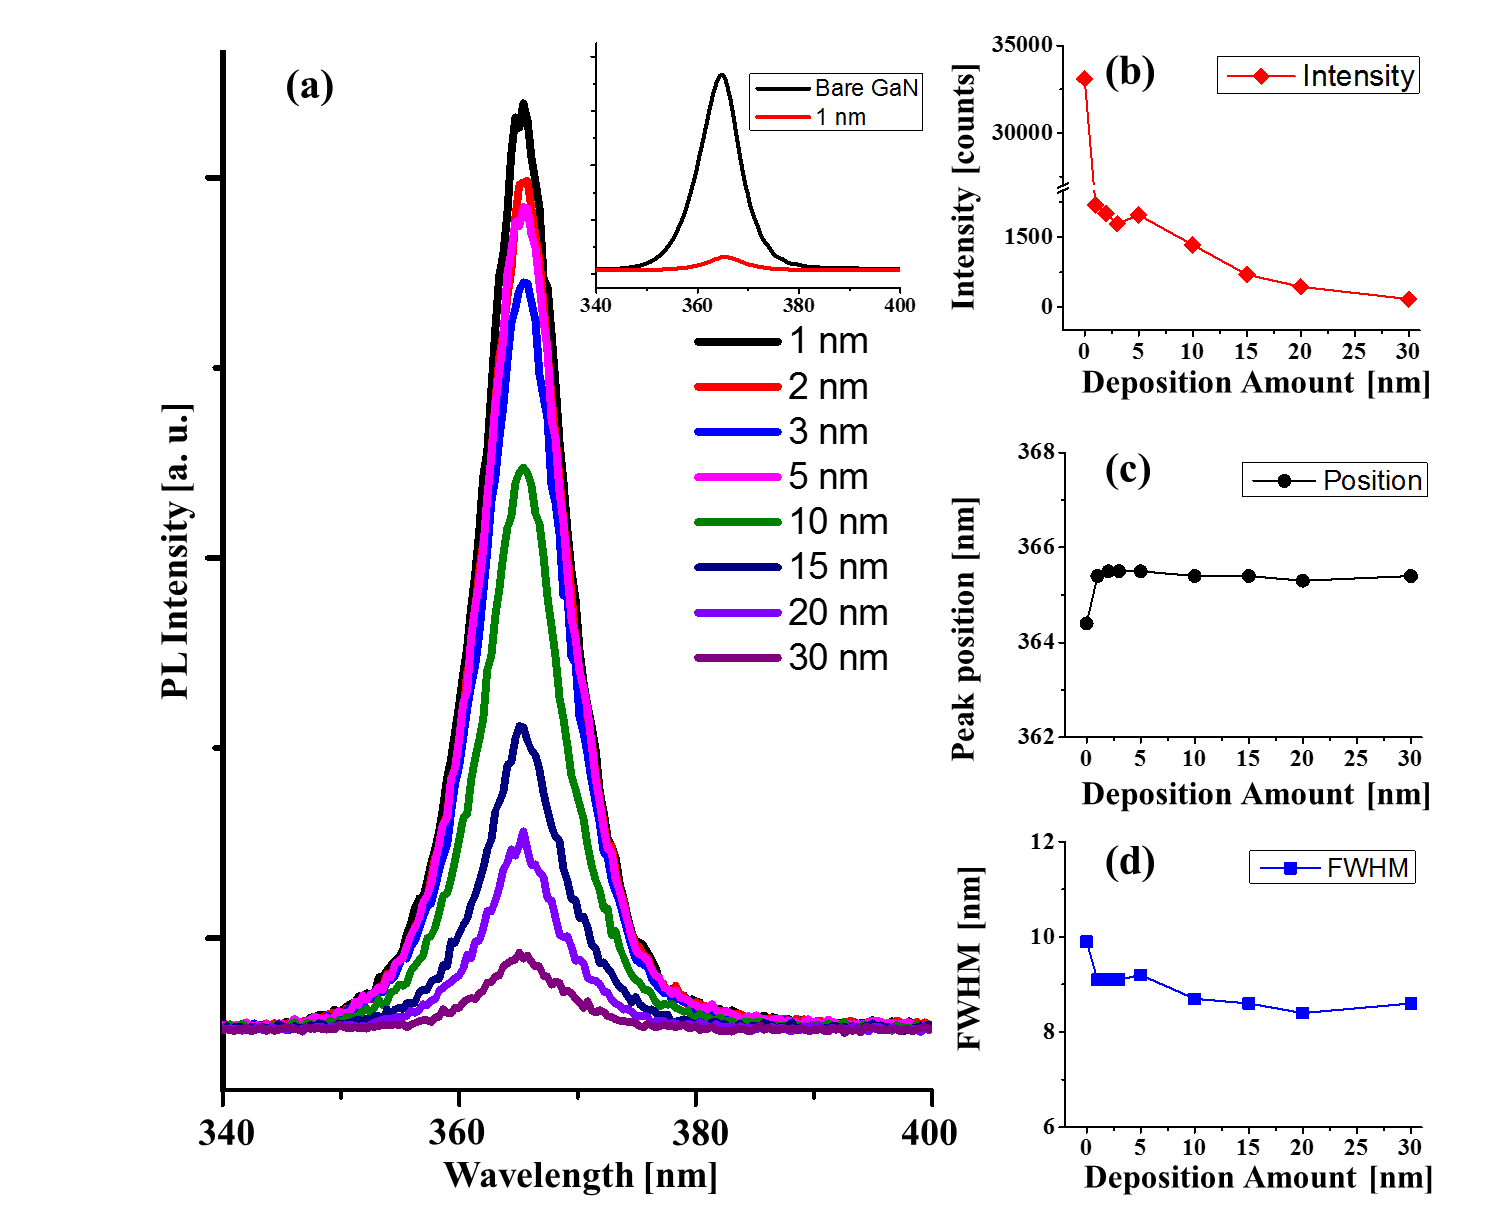 (a)
PL Intensity [a. u.]
340
360
380
400
Wavelength [nm]
Bare GaN
1 nm
340
360
380
400
1 nm
2 nm
3 nm
5 nm
10 nm
15 nm
20 nm
30 nm
(b)
Intensity
Intensity [counts]
35000
30000
1500
0
0 5 10 15 20 25 30
Deposition Amount [nm]
(c)
Position
Peak position [nm]
368
366
364
362
0 5 10 15 20 25 30
Deposition Amount [nm]
(d)
FWHM
FWHM [nm]
12
10
8
6
0 5 10 15 20 25 30
Deposition Amount [nm]